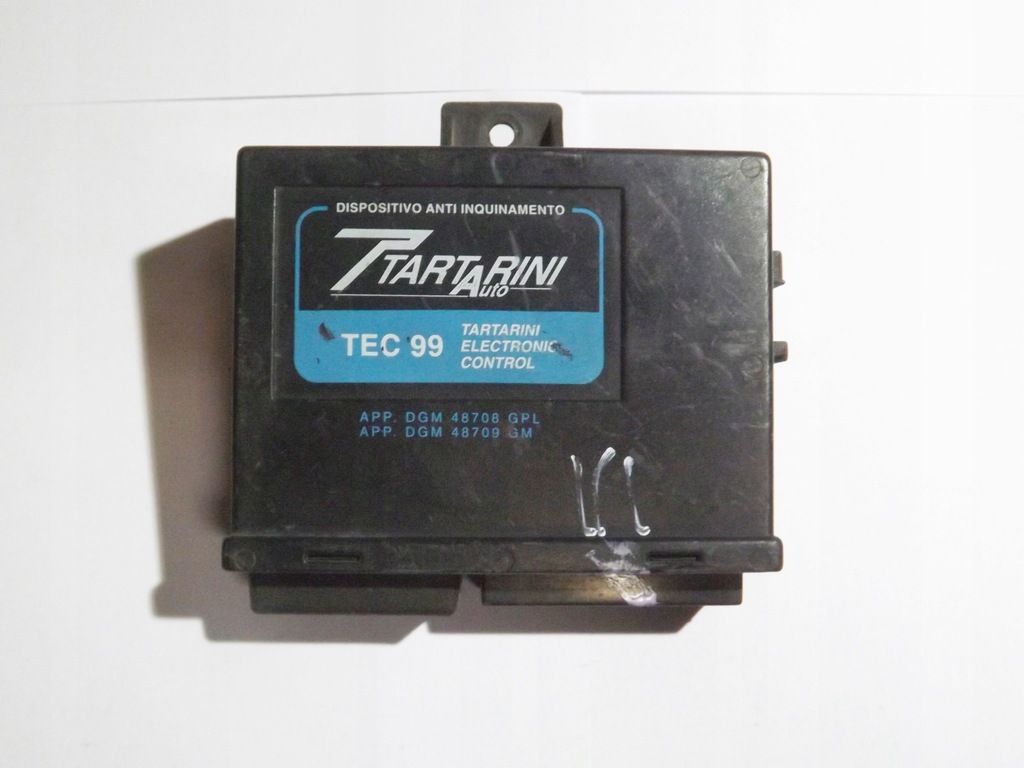 DISPOSITIVO ANTI INQUINAMENTO
TARTARINI
Auto
TEC 99
TARTARINI
ELECTRONIC
CONTROL
APP. DGM 48708 GPL
APP. DGM 48709 GM